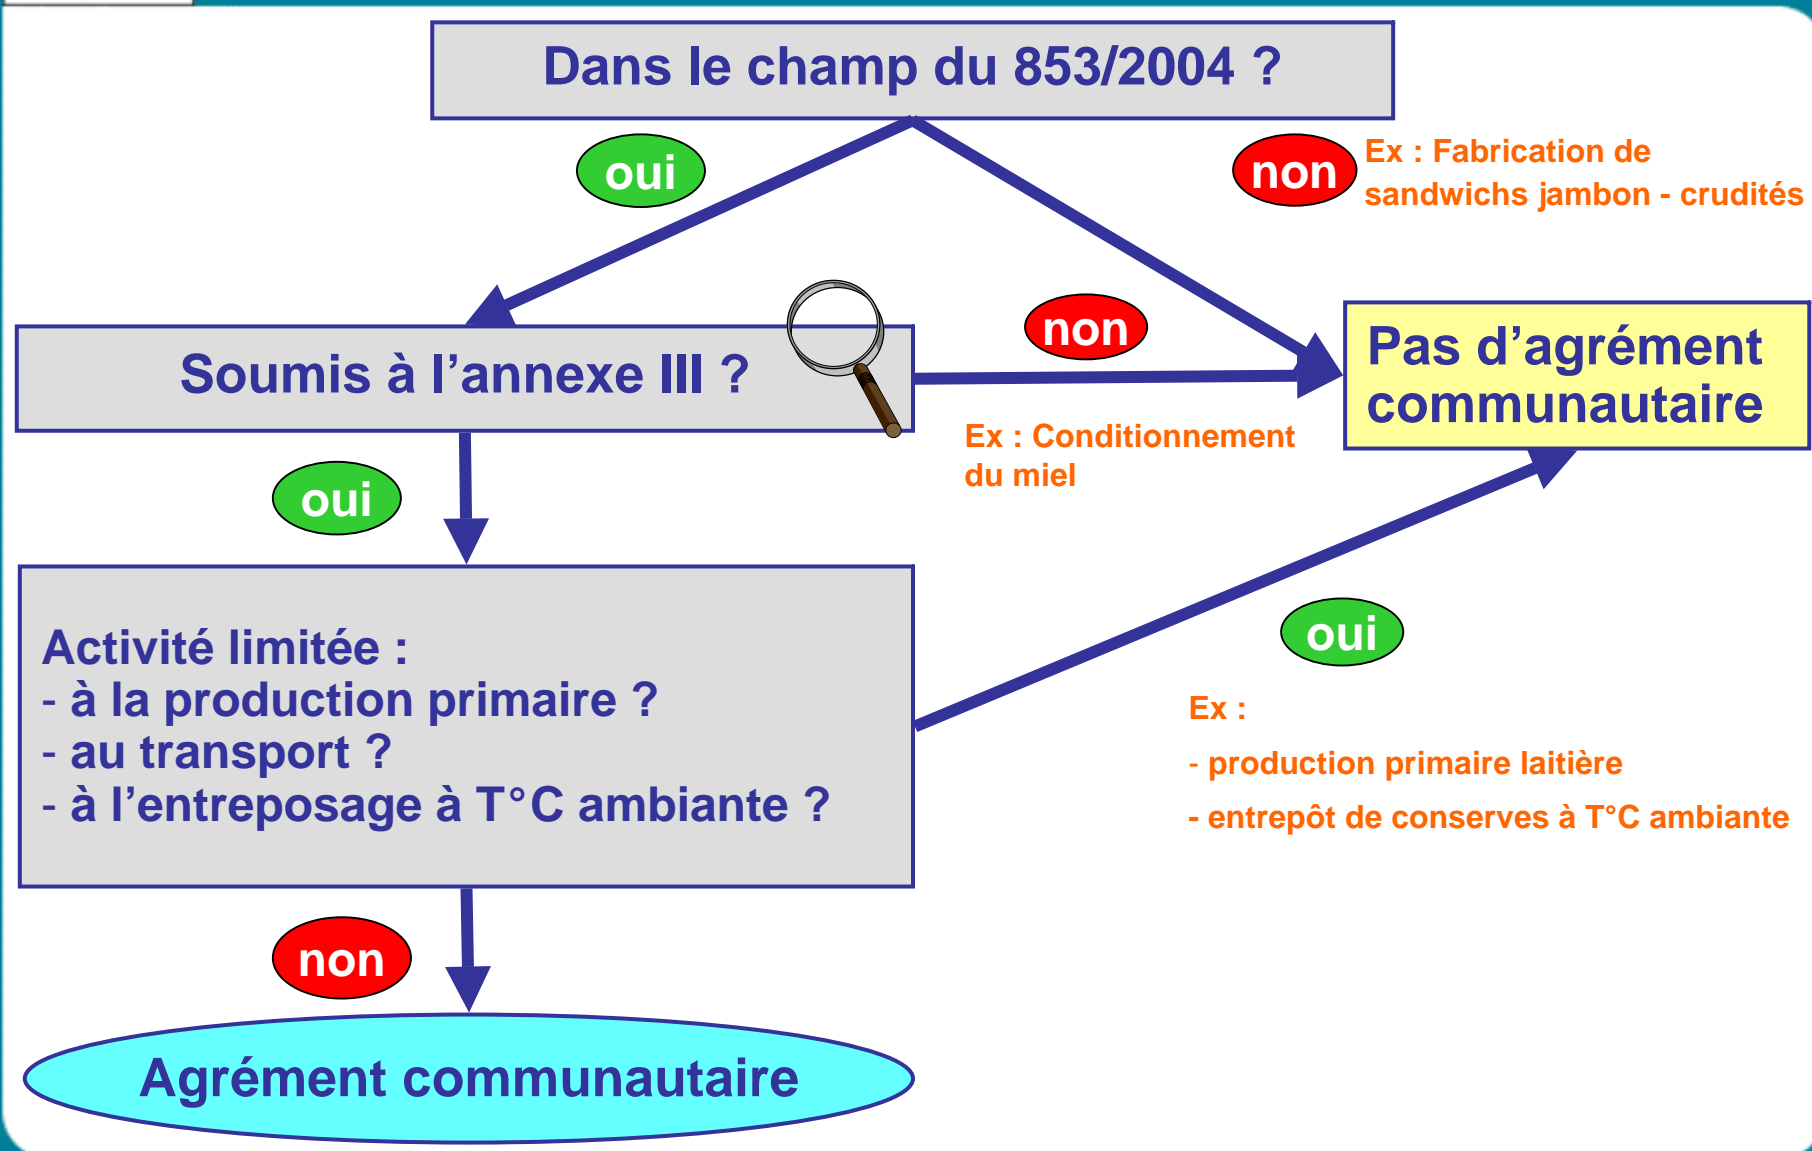 Dans le champ du 853/2004 ?
oui
non
Ex : Fabrication de
sandwichs jambon - crudités
Soumis à l’annexe III ?
non
Pas d’agrément
communautaire
Ex : Conditionnement
du miel
oui
Activité limitée :
- à la production primaire ?
- au transport ?
- à l’entreposage à T°C ambiante ?
oui
Ex :
- production primaire laitière
- entrepôt de conserves à T°C ambiante
non
Agrément communautaire